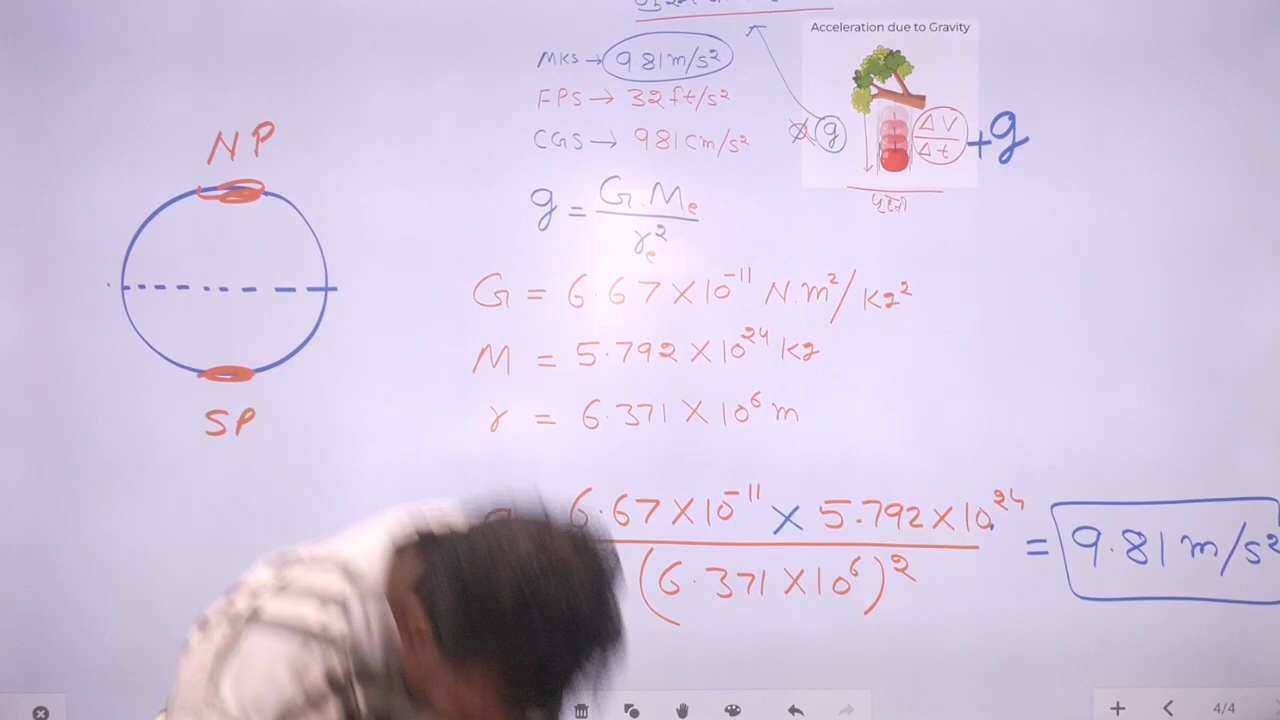 Acceleration due to Gravity
MKS → 9.81 m/s²
FPS → 32 ft/s²
CGS → 981 cm/s²
g
ΔV
Δt
+g
पृथ्वी
NP
SP
g = G.Me
re²
G = 6.67 × 10⁻¹¹ N.m²/kg²
M = 5.792 × 10²⁴ kg
r = 6.371 × 10⁶ m
6.67 × 10⁻¹¹ × 5.792 × 10²⁴
(6.371 × 10⁶)²
= 9.81 m/s²
4/4